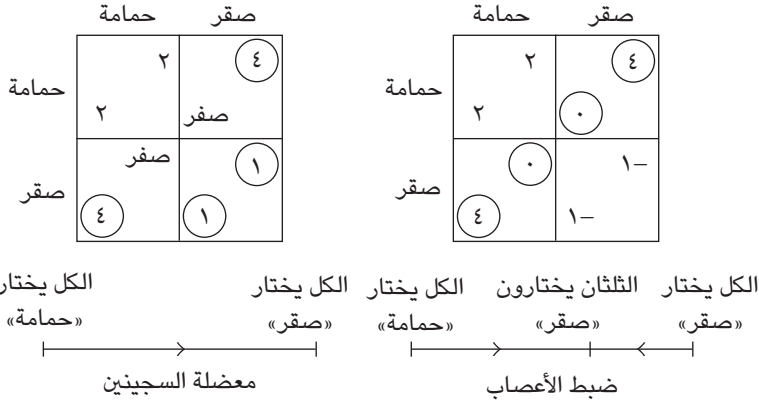 حمامة صقر
حمامة ٢ ٤
٢ صفر
صقر صفر ١
٤ ١
الكل يختار الكل يختار
«حمامة» «صقر»
معضلة السجينين
حمامة صقر
حمامة ٢ ٤
٢ ٠
صقر ٠ –١
٤ –١
الكل يختار الثلثان يختارون الكل يختار
«حمامة» «صقر» «صقر»
ضبط الأعصاب